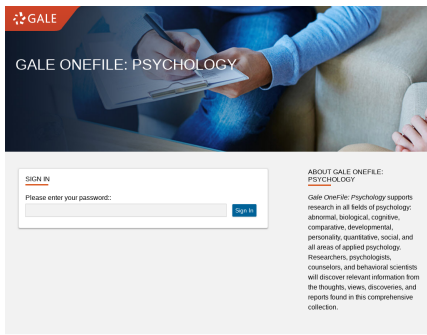 GALE
GALE ONEFILE: PSYCHOLOGY
SIGN IN
Please enter your password::
Sign In
ABOUT GALE ONEFILE:
PSYCHOLOGY
Gale OneFile: Psychology supports
research in all fields of psychology:
abnormal, biological, cognitive,
comparative, developmental,
personality, quantitative, social, and
all areas of applied psychology.
Researchers, psychologists,
counselors, and behavioral scientists
will discover relevant information from
the thoughts, views, discoveries, and
reports found in this comprehensive
collection.